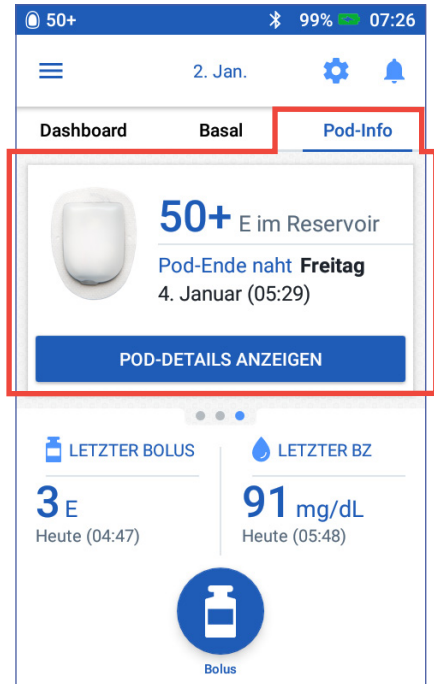 50+ 99% 07:26
2. Jan.
Dashboard Basal Pod-Info
50+ E im Reservoir
Pod-Ende naht Freitag
4. Januar (05:29)
POD-DETAILS ANZEIGEN
LETZTER BOLUS LETZTER BZ
3 E 91 mg/dL
Heute (04:47) Heute (05:48)
Bolus